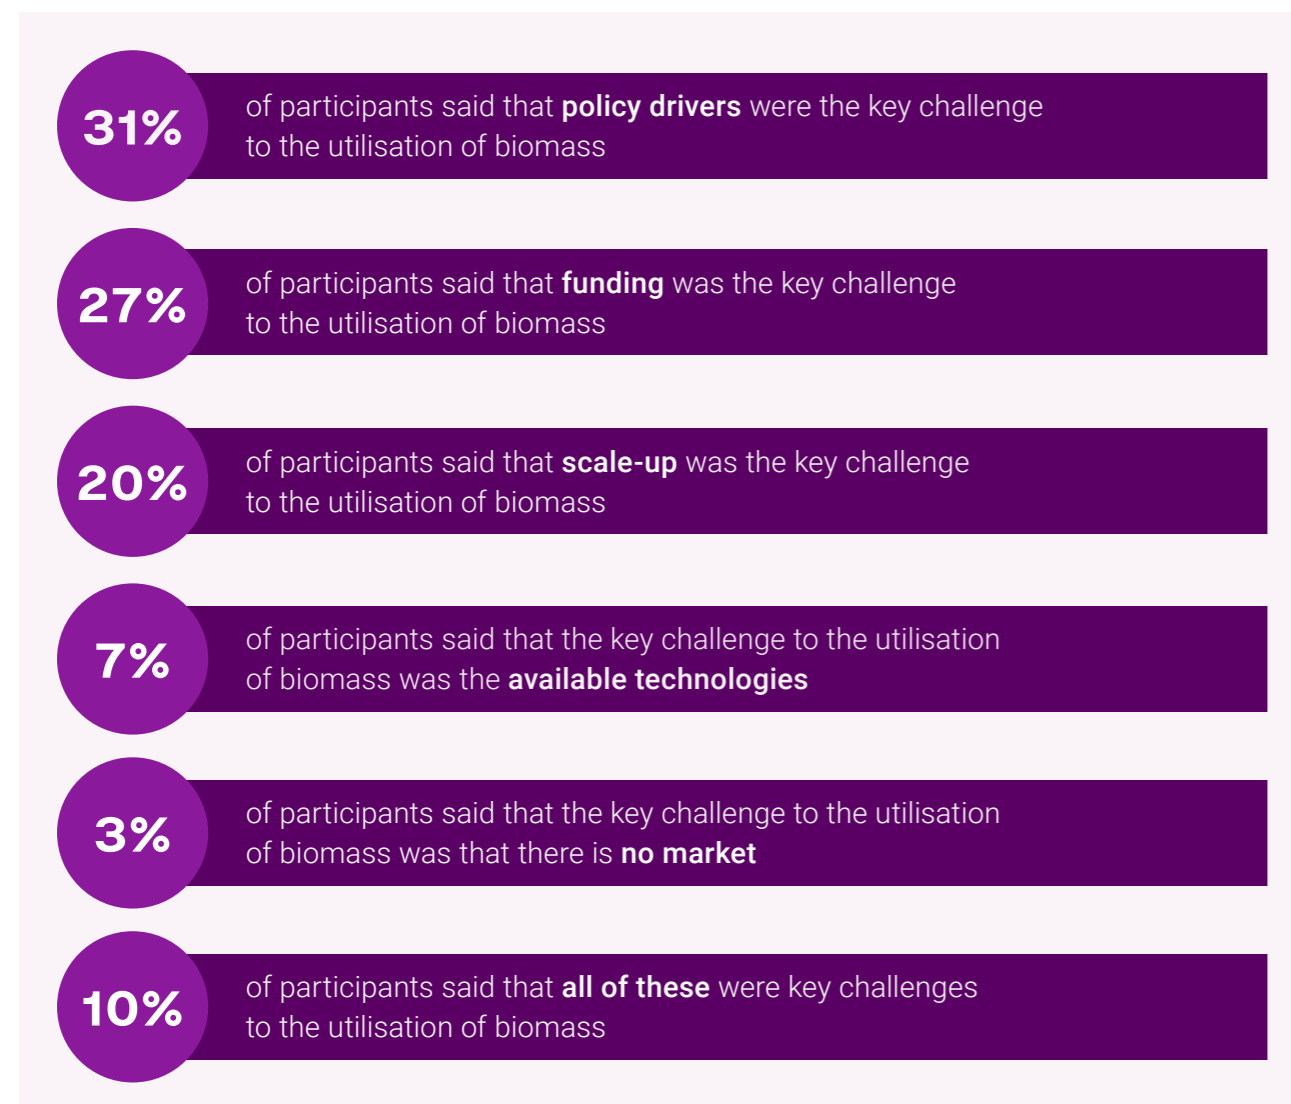 31%
of participants said that policy drivers were the key challenge
to the utilisation of biomass
27%
of participants said that funding was the key challenge
to the utilisation of biomass
20%
of participants said that scale-up was the key challenge
to the utilisation of biomass
7%
of participants said that the key challenge to the utilisation
of biomass was the available technologies
3%
of participants said that the key challenge to the utilisation
of biomass was that there is no market
10%
of participants said that all of these were key challenges
to the utilisation of biomass